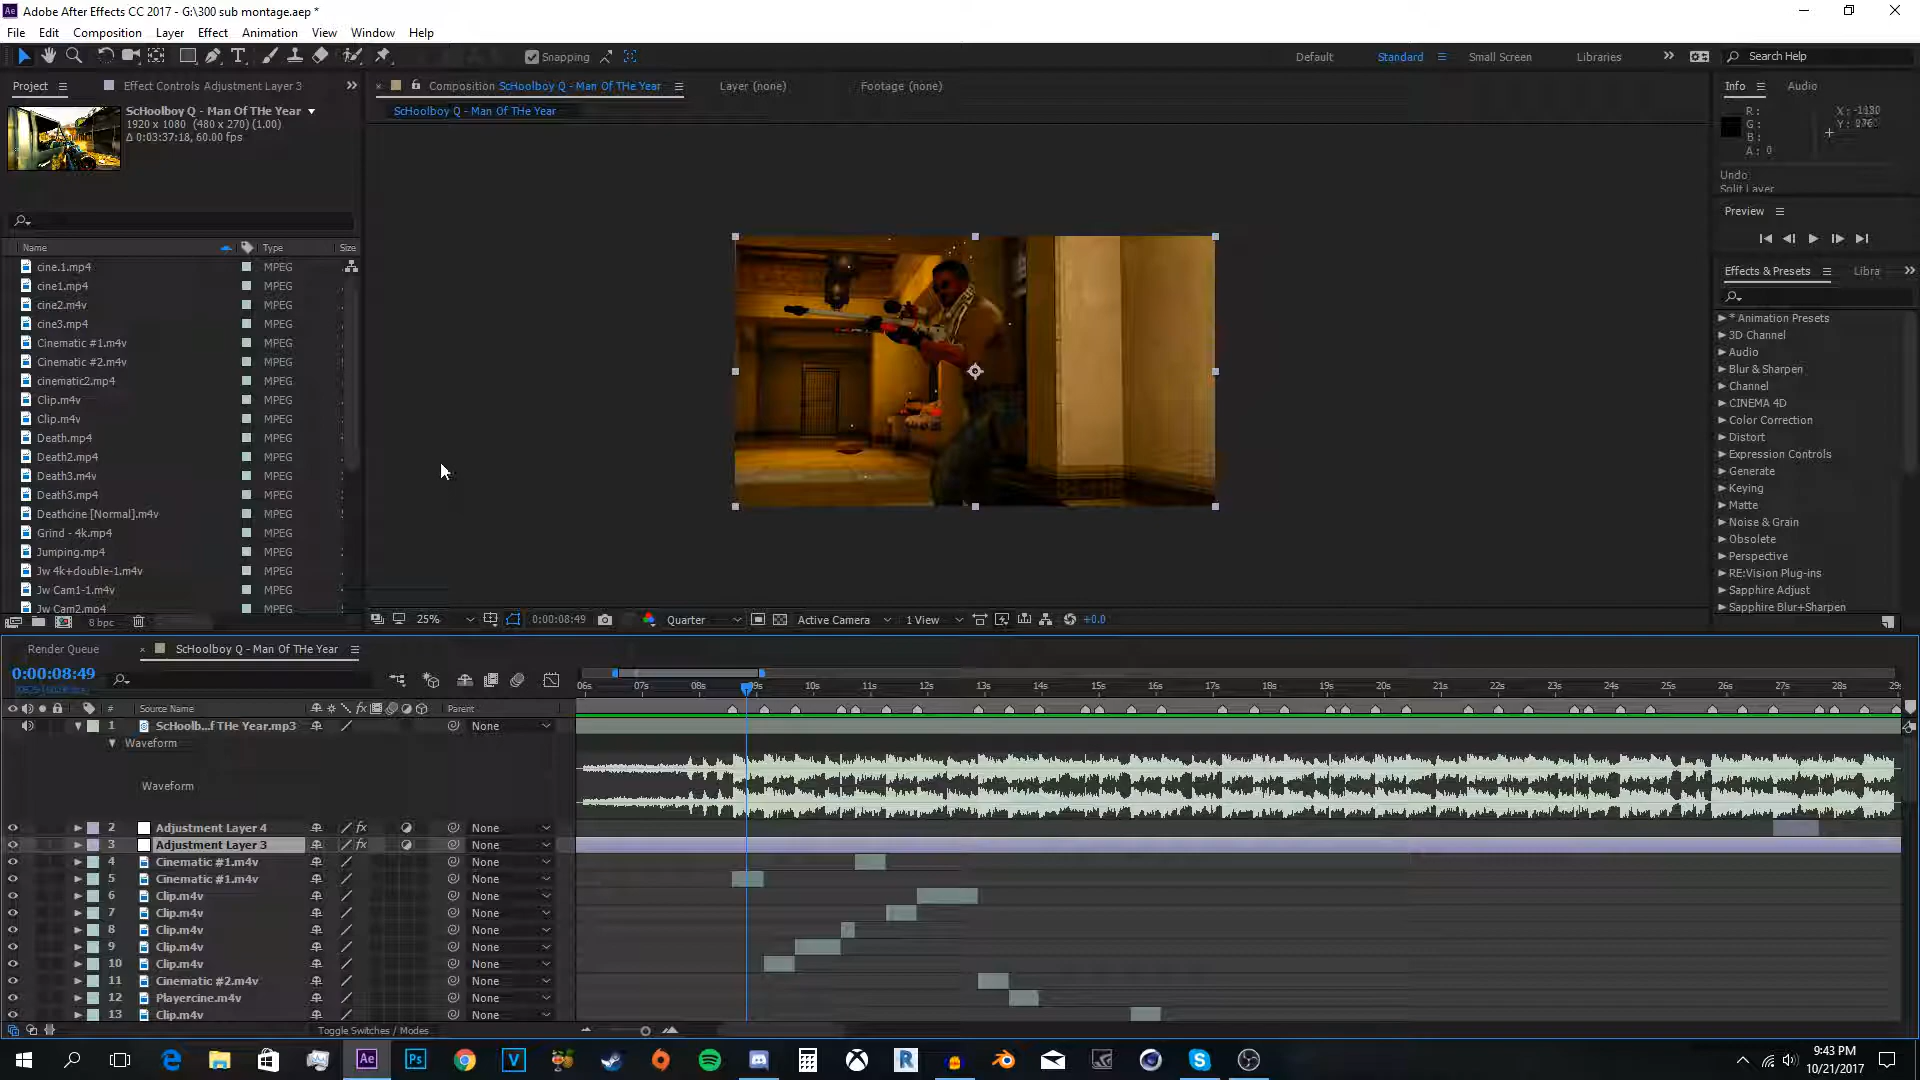 Adobe After Effects CC 2017 - G:\300 sub montage.aep *
File Edit Composition Layer Effect Animation View Window Help
Snapping Default Standard Small Screen Libraries Search Help
Project Effect Controls Adjustment Layer 3
Composition ScHoolboy Q - Man Of THe Year Layer (none) Footage (none)
Info Audio
ScHoolboy Q - Man Of THe Year
1920 x 1080 (480 x 270) (1.00)
Δ 0:03:37:18, 60.00 fps
ScHoolboy Q - Man Of THe Year
R:
G:
B:
A: 0
X:
Y:
Undo
Split Layer
Preview
Effects & Presets Libra
Name Type Size
cine.1.mp4 MPEG
cine1.mp4 MPEG
cine2.m4v MPEG
cine3.mp4 MPEG
Cinematic #1.m4v MPEG
Cinematic #2.m4v MPEG
cinematic2.mp4 MPEG
Clip.m4v MPEG
Clip.m4v MPEG
Death.mp4 MPEG
Death2.mp4 MPEG
Death3.m4v MPEG
Death3.mp4 MPEG
Deathcine [Normal].m4v MPEG
Grind - 4k.mp4 MPEG
Jumping.mp4 MPEG
Jw 4k+double-1.m4v MPEG
Jw Cam1-1.m4v MPEG
Jw Cam2.mp4 MPEG
* Animation Presets
3D Channel
Audio
Blur & Sharpen
Channel
CINEMA 4D
Color Correction
Distort
Expression Controls
Generate
Keying
Matte
Noise & Grain
Obsolete
Perspective
RE:Vision Plug-ins
Sapphire Adjust
Sapphire Blur+Sharpen
8 bpc
25% 0:00:08:49 Quarter Active Camera 1 View +0.0
Render Queue ScHoolboy Q - Man Of THe Year
0:00:08:49
06s 07s 08s 09s 10s 11s 12s 13s 14s 15s 16s 17s 18s 19s 20s 21s 22s 23s 24s 25s 26s 27s 28s 29s
# Source Name fx Parent
1 ScHoolb...f THe Year.mp3 None
Waveform
Waveform
2 Adjustment Layer 4 fx None
3 Adjustment Layer 3 fx None
4 Cinematic #1.m4v None
5 Cinematic #1.m4v None
6 Clip.m4v None
7 Clip.m4v None
8 Clip.m4v None
9 Clip.m4v None
10 Clip.m4v None
11 Cinematic #2.m4v None
12 Playercine.m4v None
13 Clip.m4v None
Toggle Switches / Modes
Ae Ps V R
9:43 PM
10/21/2017